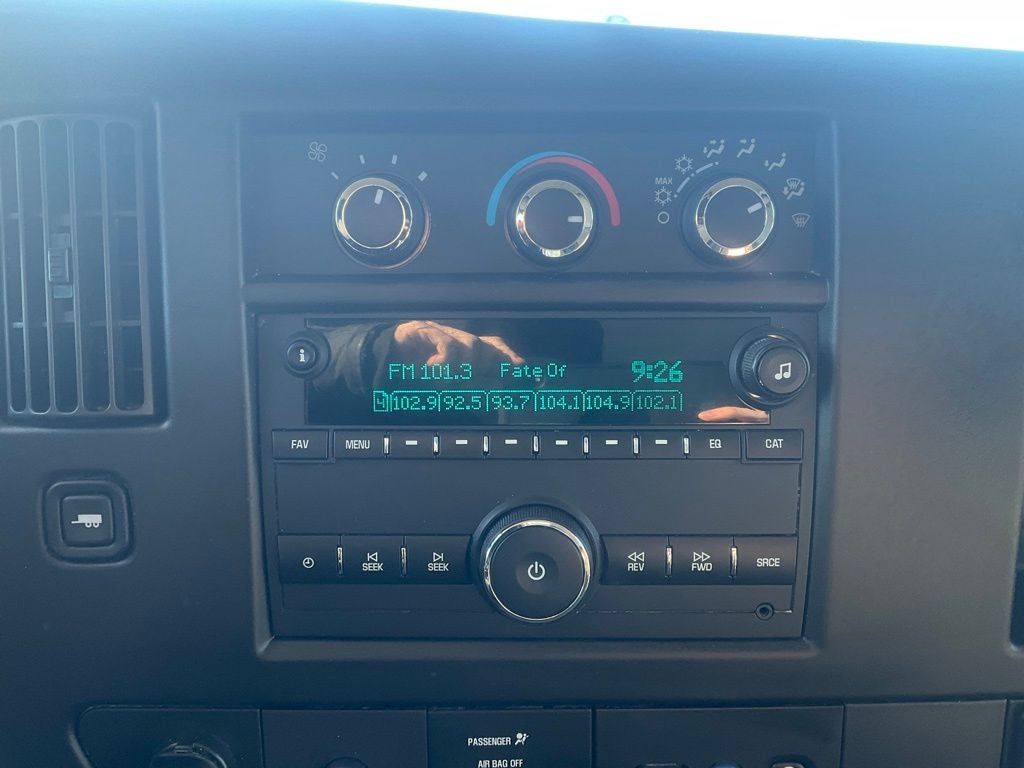 MAX
i
FM 101.3 Fate Of 9:26
4 102.9 92.5 93.7 104.1 104.9 102.1
FAV MENU EQ CAT
SEEK SEEK REV FWD SRCE
PASSENGER
AIR BAG OFF